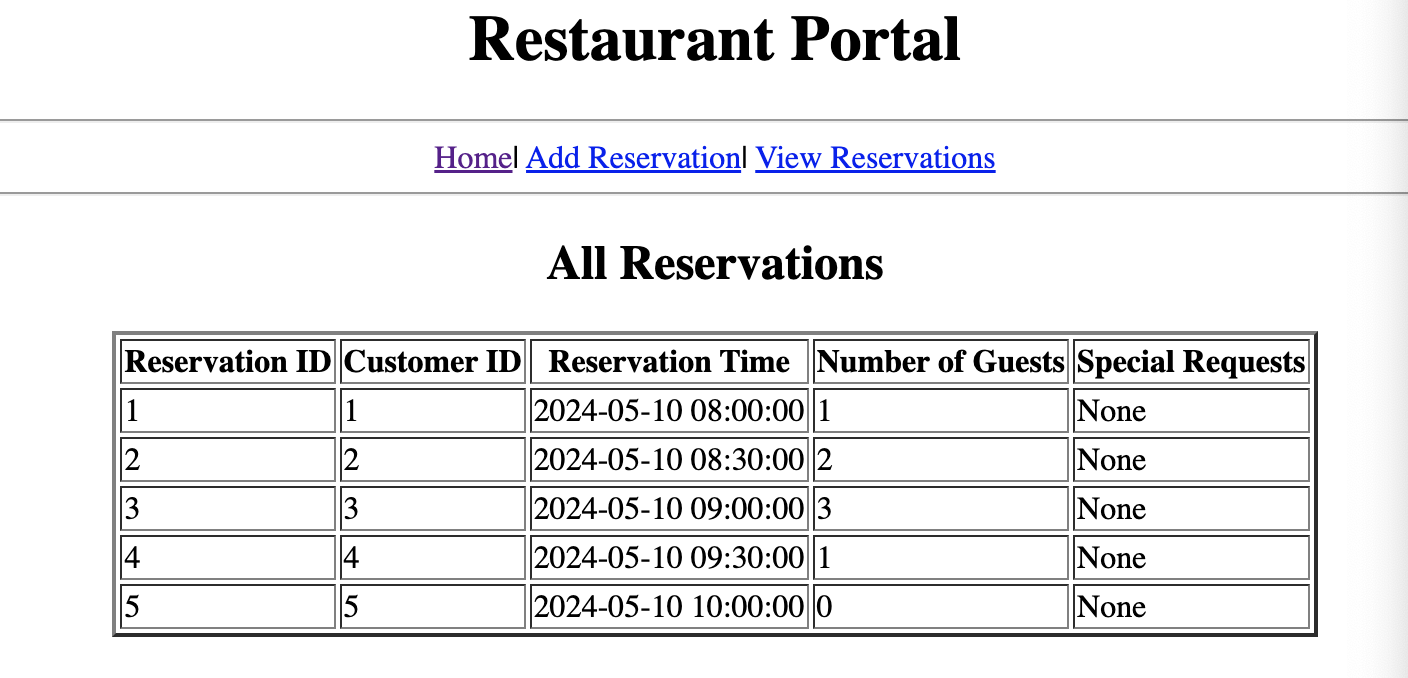 Restaurant Portal
Home| Add Reservation| View Reservations
All Reservations
Reservation ID Customer ID Reservation Time Number of Guests Special Requests
1 1 2024-05-10 08:00:00 1 None
2 2 2024-05-10 08:30:00 2 None
3 3 2024-05-10 09:00:00 3 None
4 4 2024-05-10 09:30:00 1 None
5 5 2024-05-10 10:00:00 0 None